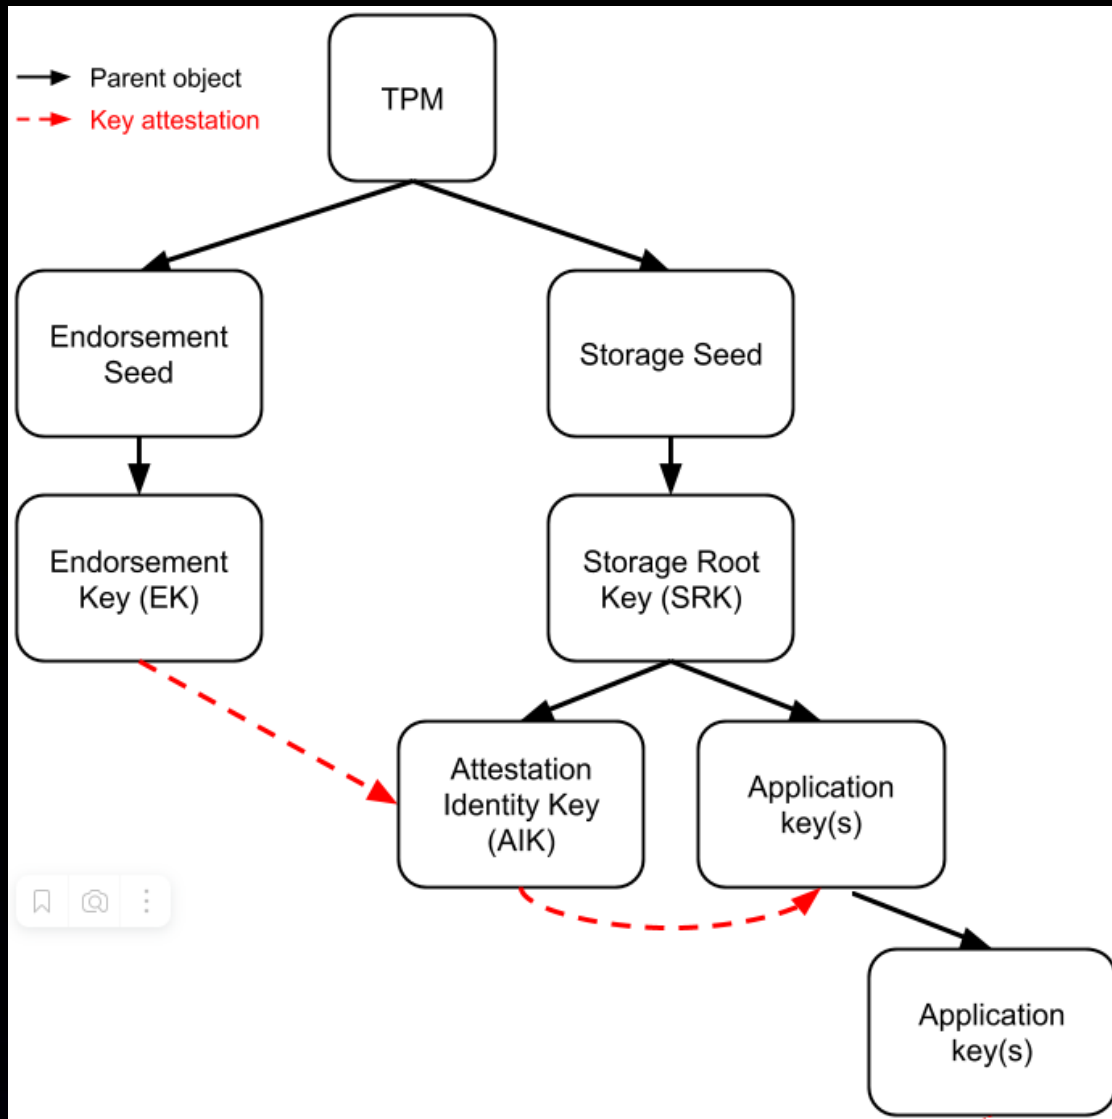 Parent object
Key attestation
TPM
Endorsement
Seed
Storage Seed
Endorsement
Key (EK)
Storage Root
Key (SRK)
Attestation
Identity Key
(AIK)
Application
key(s)
Application
key(s)